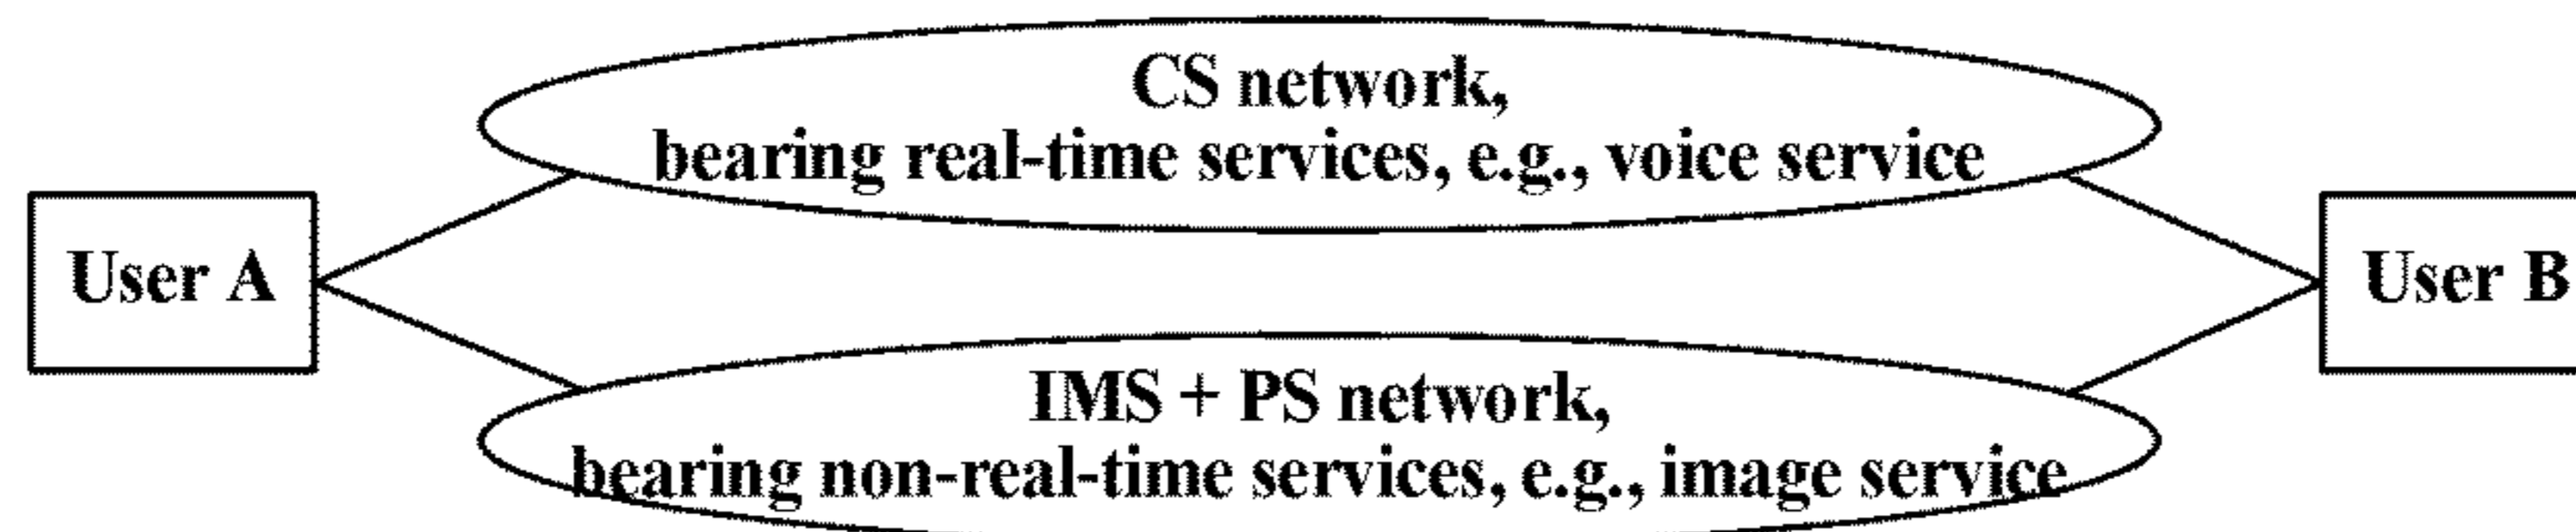 CS network,
bearing real-time services, e.g., voice service
User A
User B
IMS + PS network,
bearing non-real-time services, e.g., image service